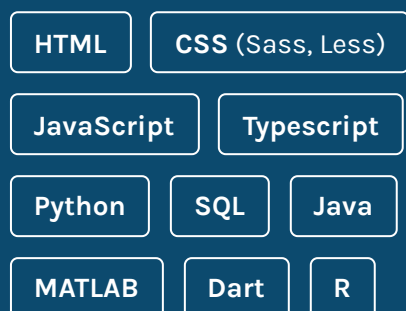 HTML CSS (Sass, Less)
JavaScript Typescript
Python SQL Java
MATLAB Dart R